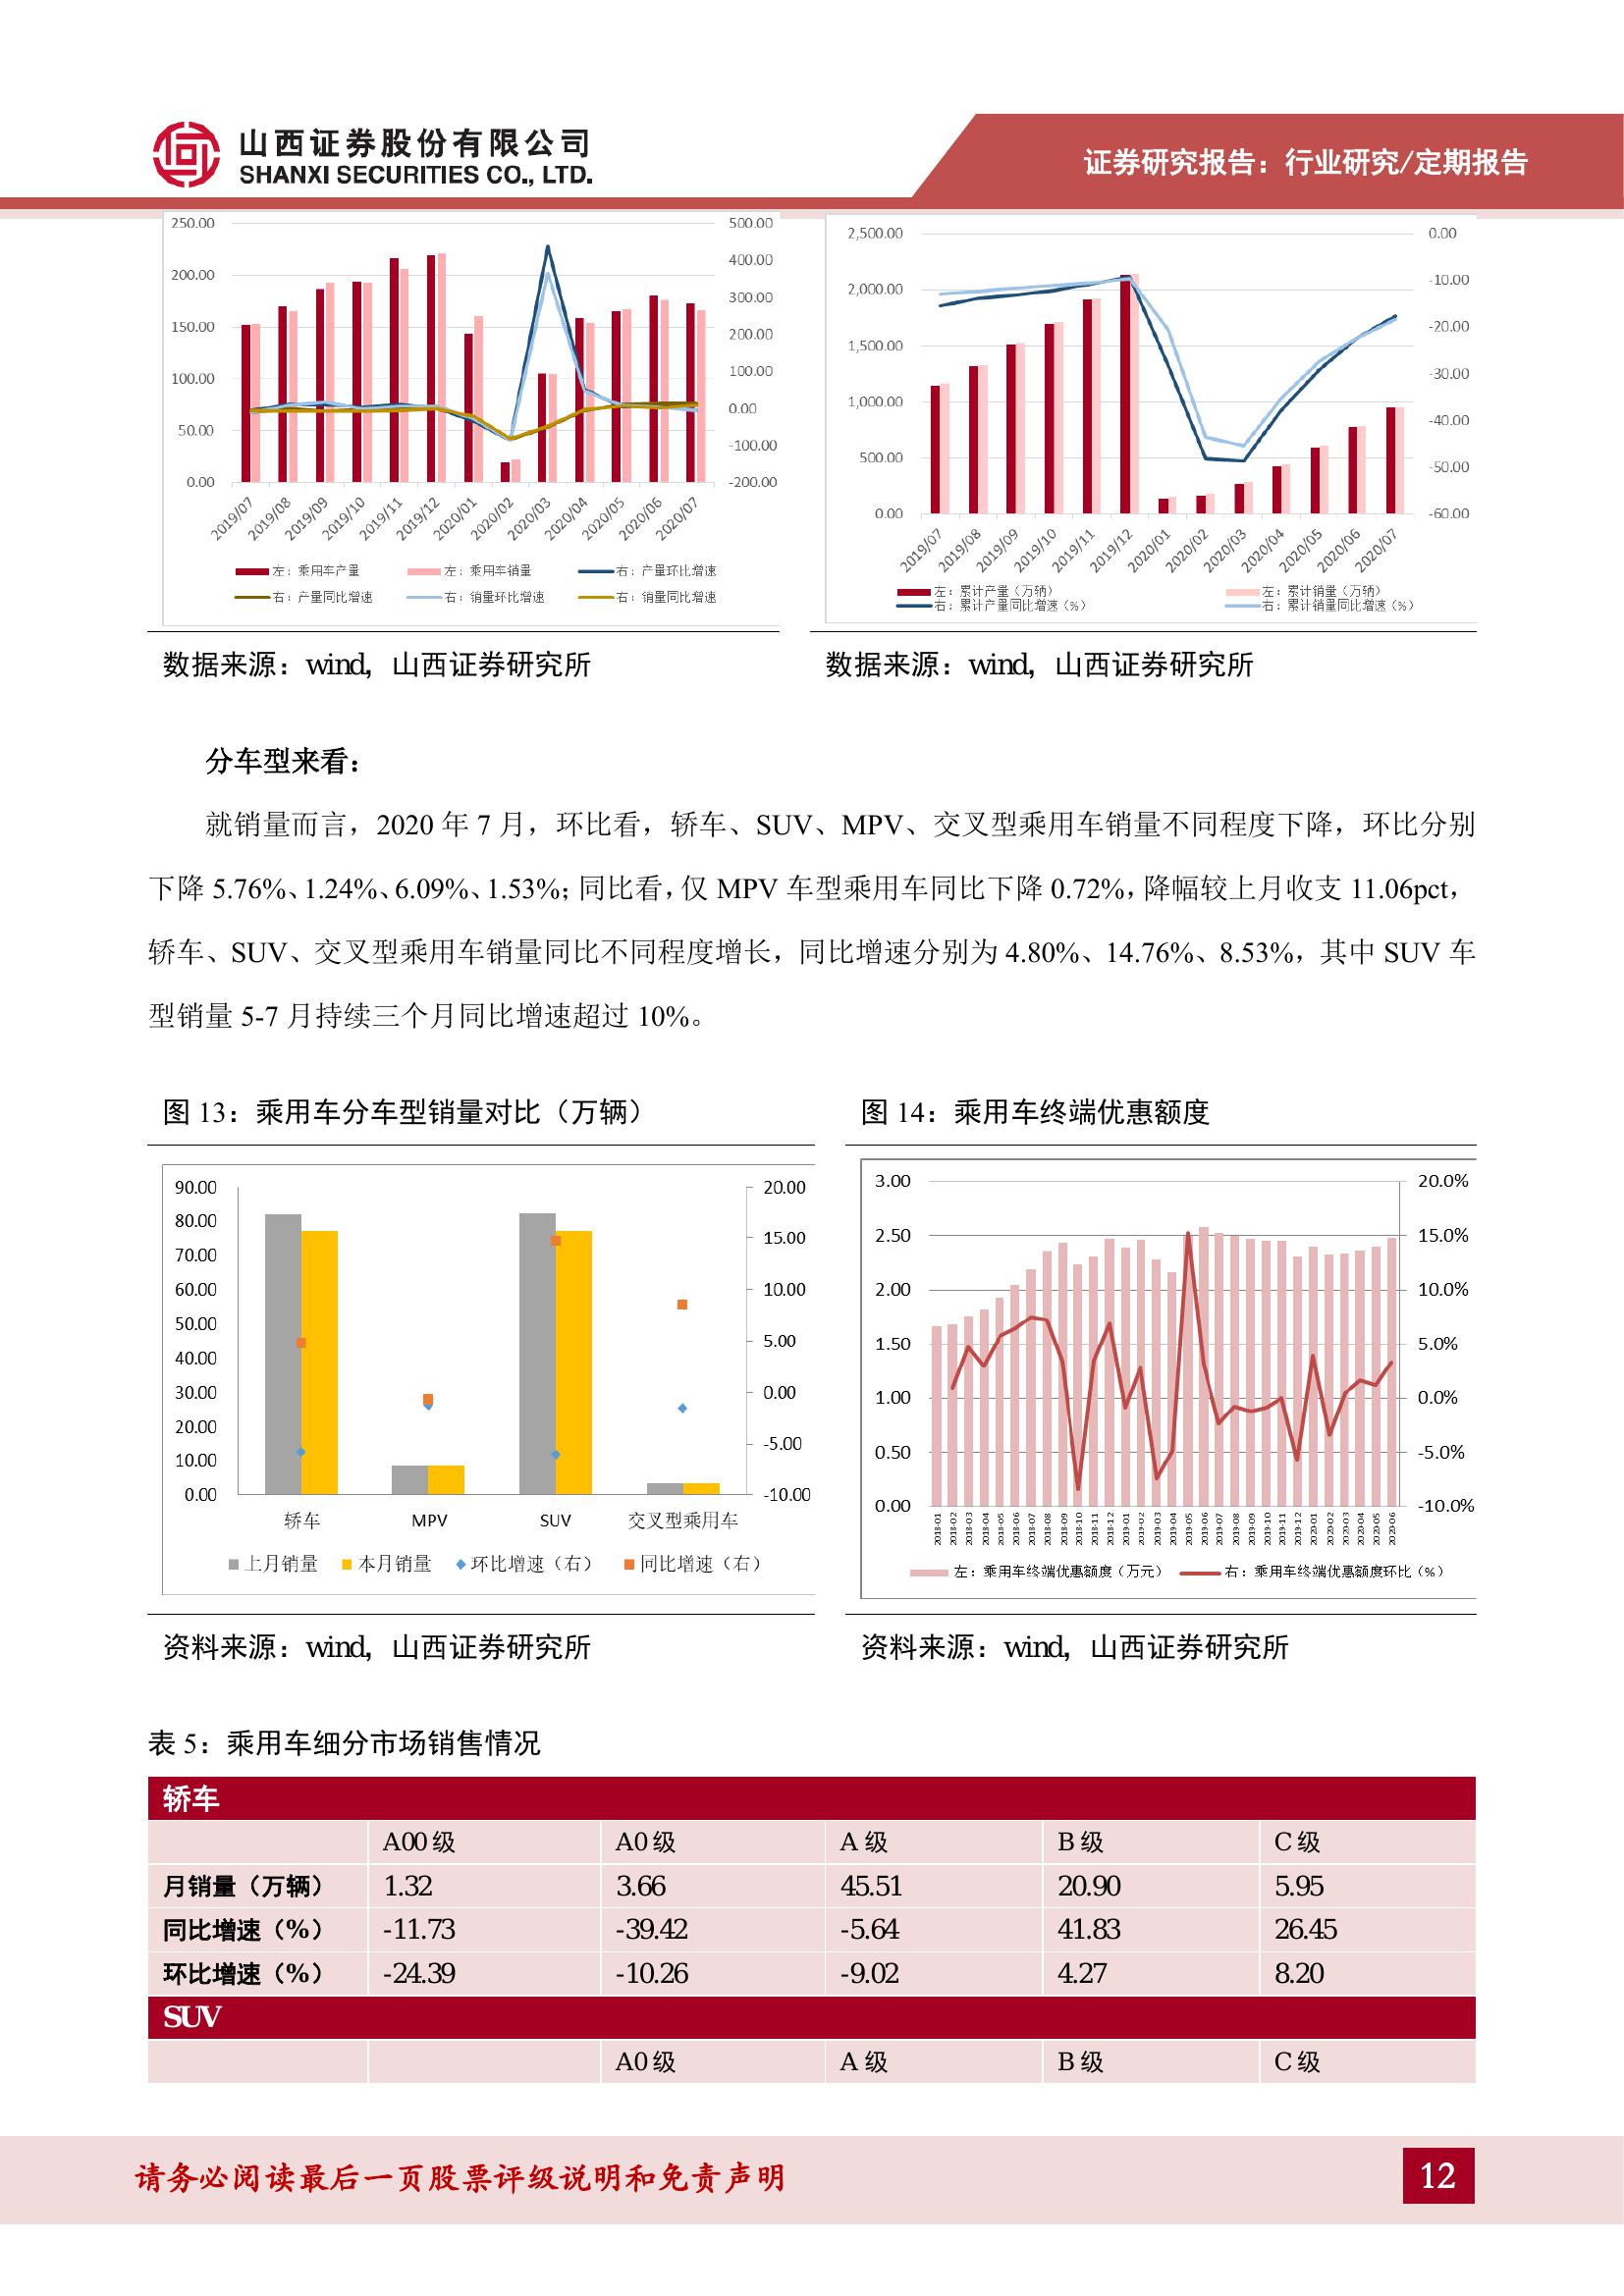 山西证券股份有限公司
SHANXI SECURITIES CO., LTD.
证券研究报告：行业研究/定期报告
250.00
200.00
150.00
100.00
50.00
0.00
500.00
400.00
300.00
200.00
100.00
0.00
-100.00
-200.00
2019/07 2019/08 2019/09 2019/10 2019/11 2019/12 2020/01 2020/02 2020/03 2020/04 2020/05 2020/06 2020/07
左：乘用车产量 左：乘用车销量 右：产量环比增速
右：产量同比增速 右：销量环比增速 右：销量同比增速
2,500.00
2,000.00
1,500.00
1,000.00
500.00
0.00
0.00
-10.00
-20.00
-30.00
-40.00
-50.00
-60.00
2019/07 2019/08 2019/09 2019/10 2019/11 2019/12 2020/01 2020/02 2020/03 2020/04 2020/05 2020/06 2020/07
左：累计产量（万辆） 左：累计销量（万辆）
右：累计产量同比增速（%） 右：累计销量同比增速（%）
数据来源：wind，山西证券研究所
数据来源：wind，山西证券研究所
分车型来看：
就销量而言，2020 年 7 月，环比看，轿车、SUV、MPV、交叉型乘用车销量不同程度下降，环比分别
下降 5.76%、1.24%、6.09%、1.53%；同比看，仅 MPV 车型乘用车同比下降 0.72%，降幅较上月收支 11.06pct，
轿车、SUV、交叉型乘用车销量同比不同程度增长，同比增速分别为 4.80%、14.76%、8.53%，其中 SUV 车
型销量 5-7 月持续三个月同比增速超过 10%。
图 13：乘用车分车型销量对比（万辆）
90.00
80.00
70.00
60.00
50.00
40.00
30.00
20.00
10.00
0.00
20.00
15.00
10.00
5.00
0.00
-5.00
-10.00
轿车 MPV SUV 交叉型乘用车
上月销量 本月销量 环比增速（右） 同比增速（右）
图 14：乘用车终端优惠额度
3.00
2.50
2.00
1.50
1.00
0.50
0.00
20.0%
15.0%
10.0%
5.0%
0.0%
-5.0%
-10.0%
2018-01 2018-02 2018-03 2018-04 2018-05 2018-06 2018-07 2018-08 2018-09 2018-10 2018-11 2018-12 2019-01 2019-02 2019-03 2019-04 2019-05 2019-06 2019-07 2019-08 2019-09 2019-10 2019-11 2019-12 2020-01 2020-02 2020-03 2020-04 2020-05 2020-06
左：乘用车终端优惠额度（万元） 右：乘用车终端优惠额度环比（%）
资料来源：wind，山西证券研究所
资料来源：wind，山西证券研究所
表 5：乘用车细分市场销售情况
轿车
A00 级 A0 级 A 级 B 级 C 级
月销量（万辆） 1.32 3.66 45.51 20.90 5.95
同比增速（%） -11.73 -39.42 -5.64 41.83 26.45
环比增速（%） -24.39 -10.26 -9.02 4.27 8.20
SUV
A0 级 A 级 B 级 C 级
请务必阅读最后一页股票评级说明和免责声明
12